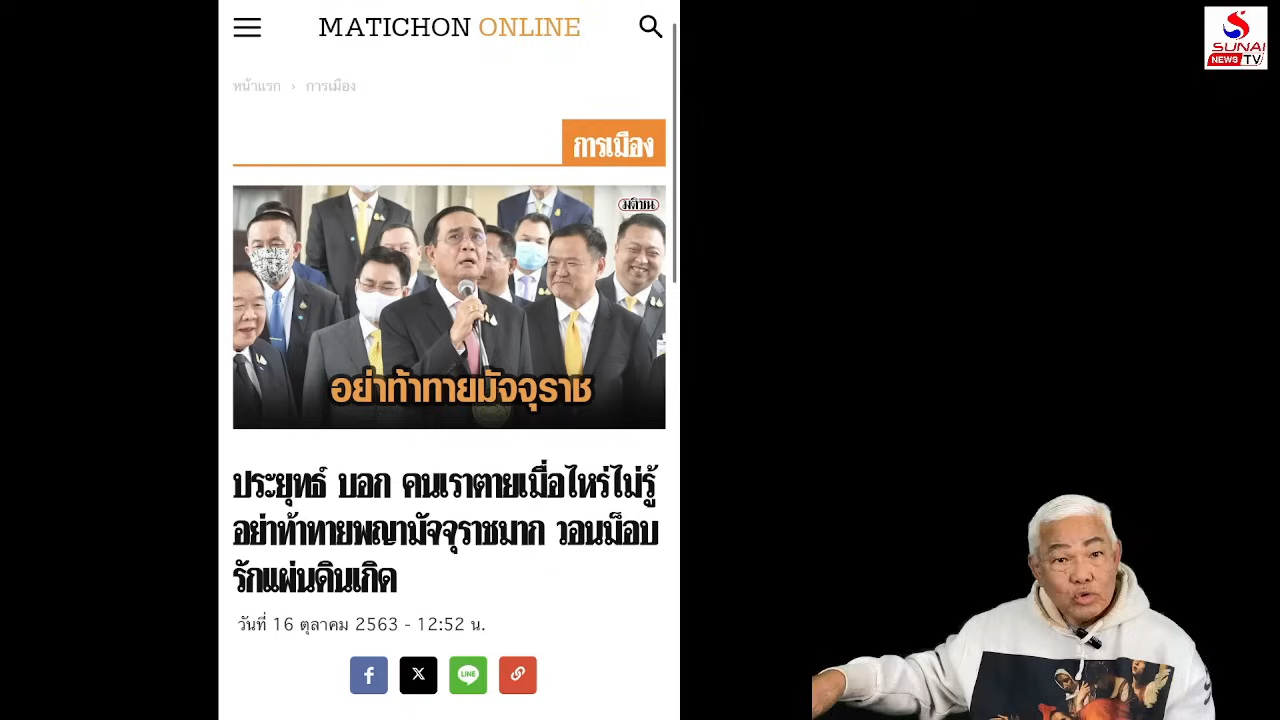 MATICHON ONLINE
SUNAI
NEWS TV
หน้าแรก › การเมือง
การเมือง
มติชน
อย่าท้าทายมัจจุราช
ประยุทธ์ บอก คนเราตายเมื่อไหร่ไม่รู้
อย่าท้าทายพญามัจจุราชมาก วอนม็อบ
รักแผ่นดินเกิด
วันที่ 16 ตุลาคม 2563 - 12:52 น.